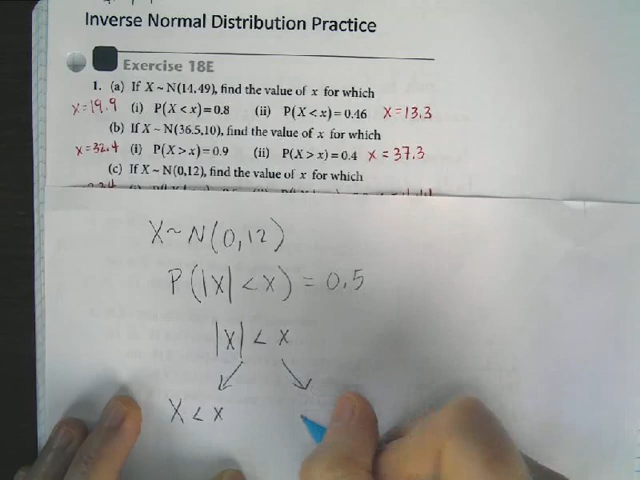 Inverse Normal Distribution Practice
Exercise 18E
1. (a) If X ~ N(14,49), find the value of x for which
x=19.9 (i) P(X < x) = 0.8 (ii) P(X < x) = 0.46 x=13.3
(b) If X ~ N(36.5,10), find the value of x for which
x=32.4 (i) P(X > x) = 0.9 (ii) P(X > x) = 0.4 x = 37.3
(c) If X ~ N(0,12), find the value of x for which
X ~ N(0,12)
P(|X| < x) = 0.5
|X| < x
X < x